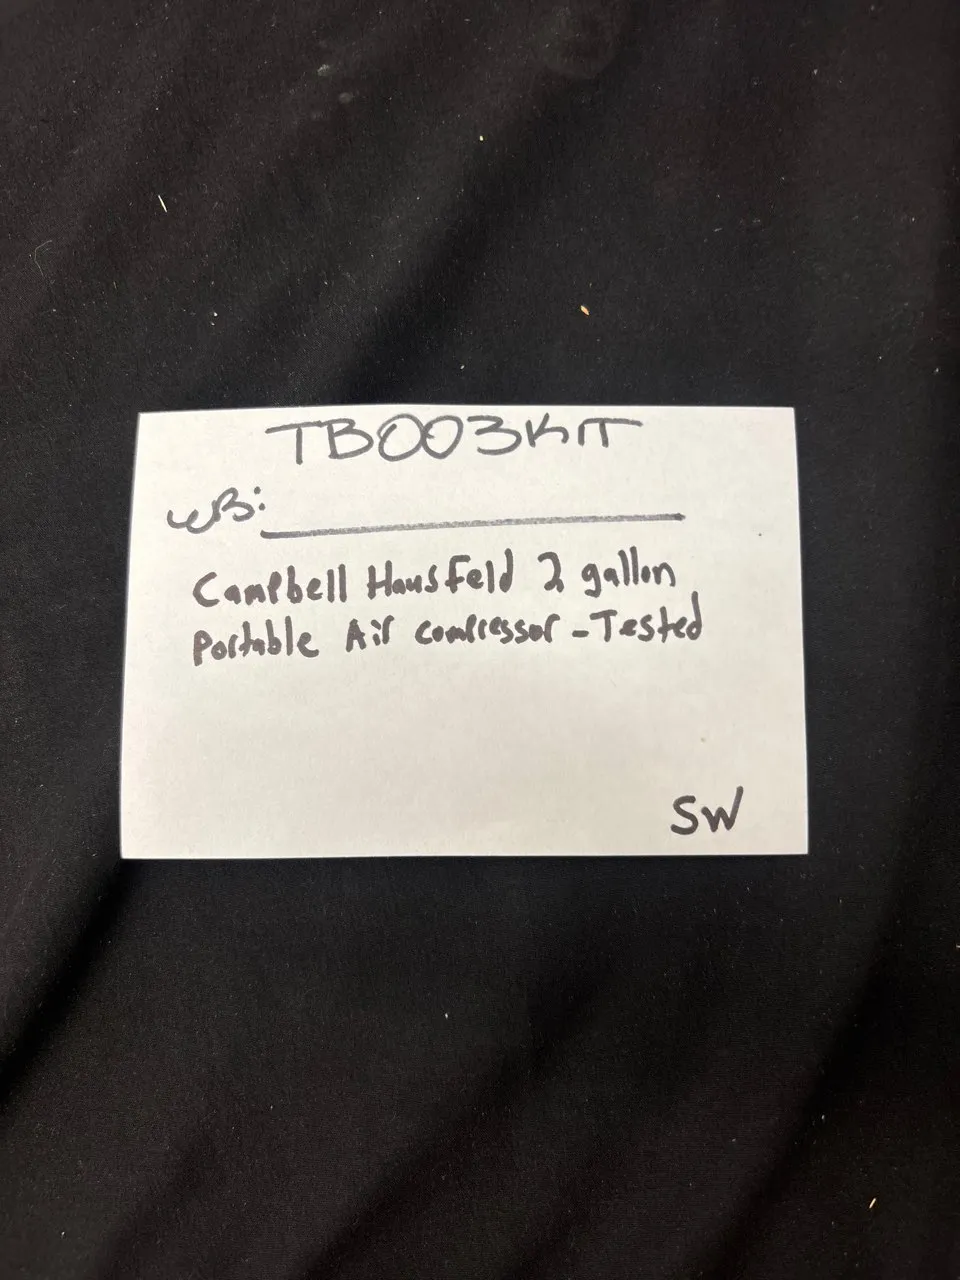 TB003KIT
WB:
Campbell Hausfeld 2 gallon
Portable Air compressor - Tested
SW